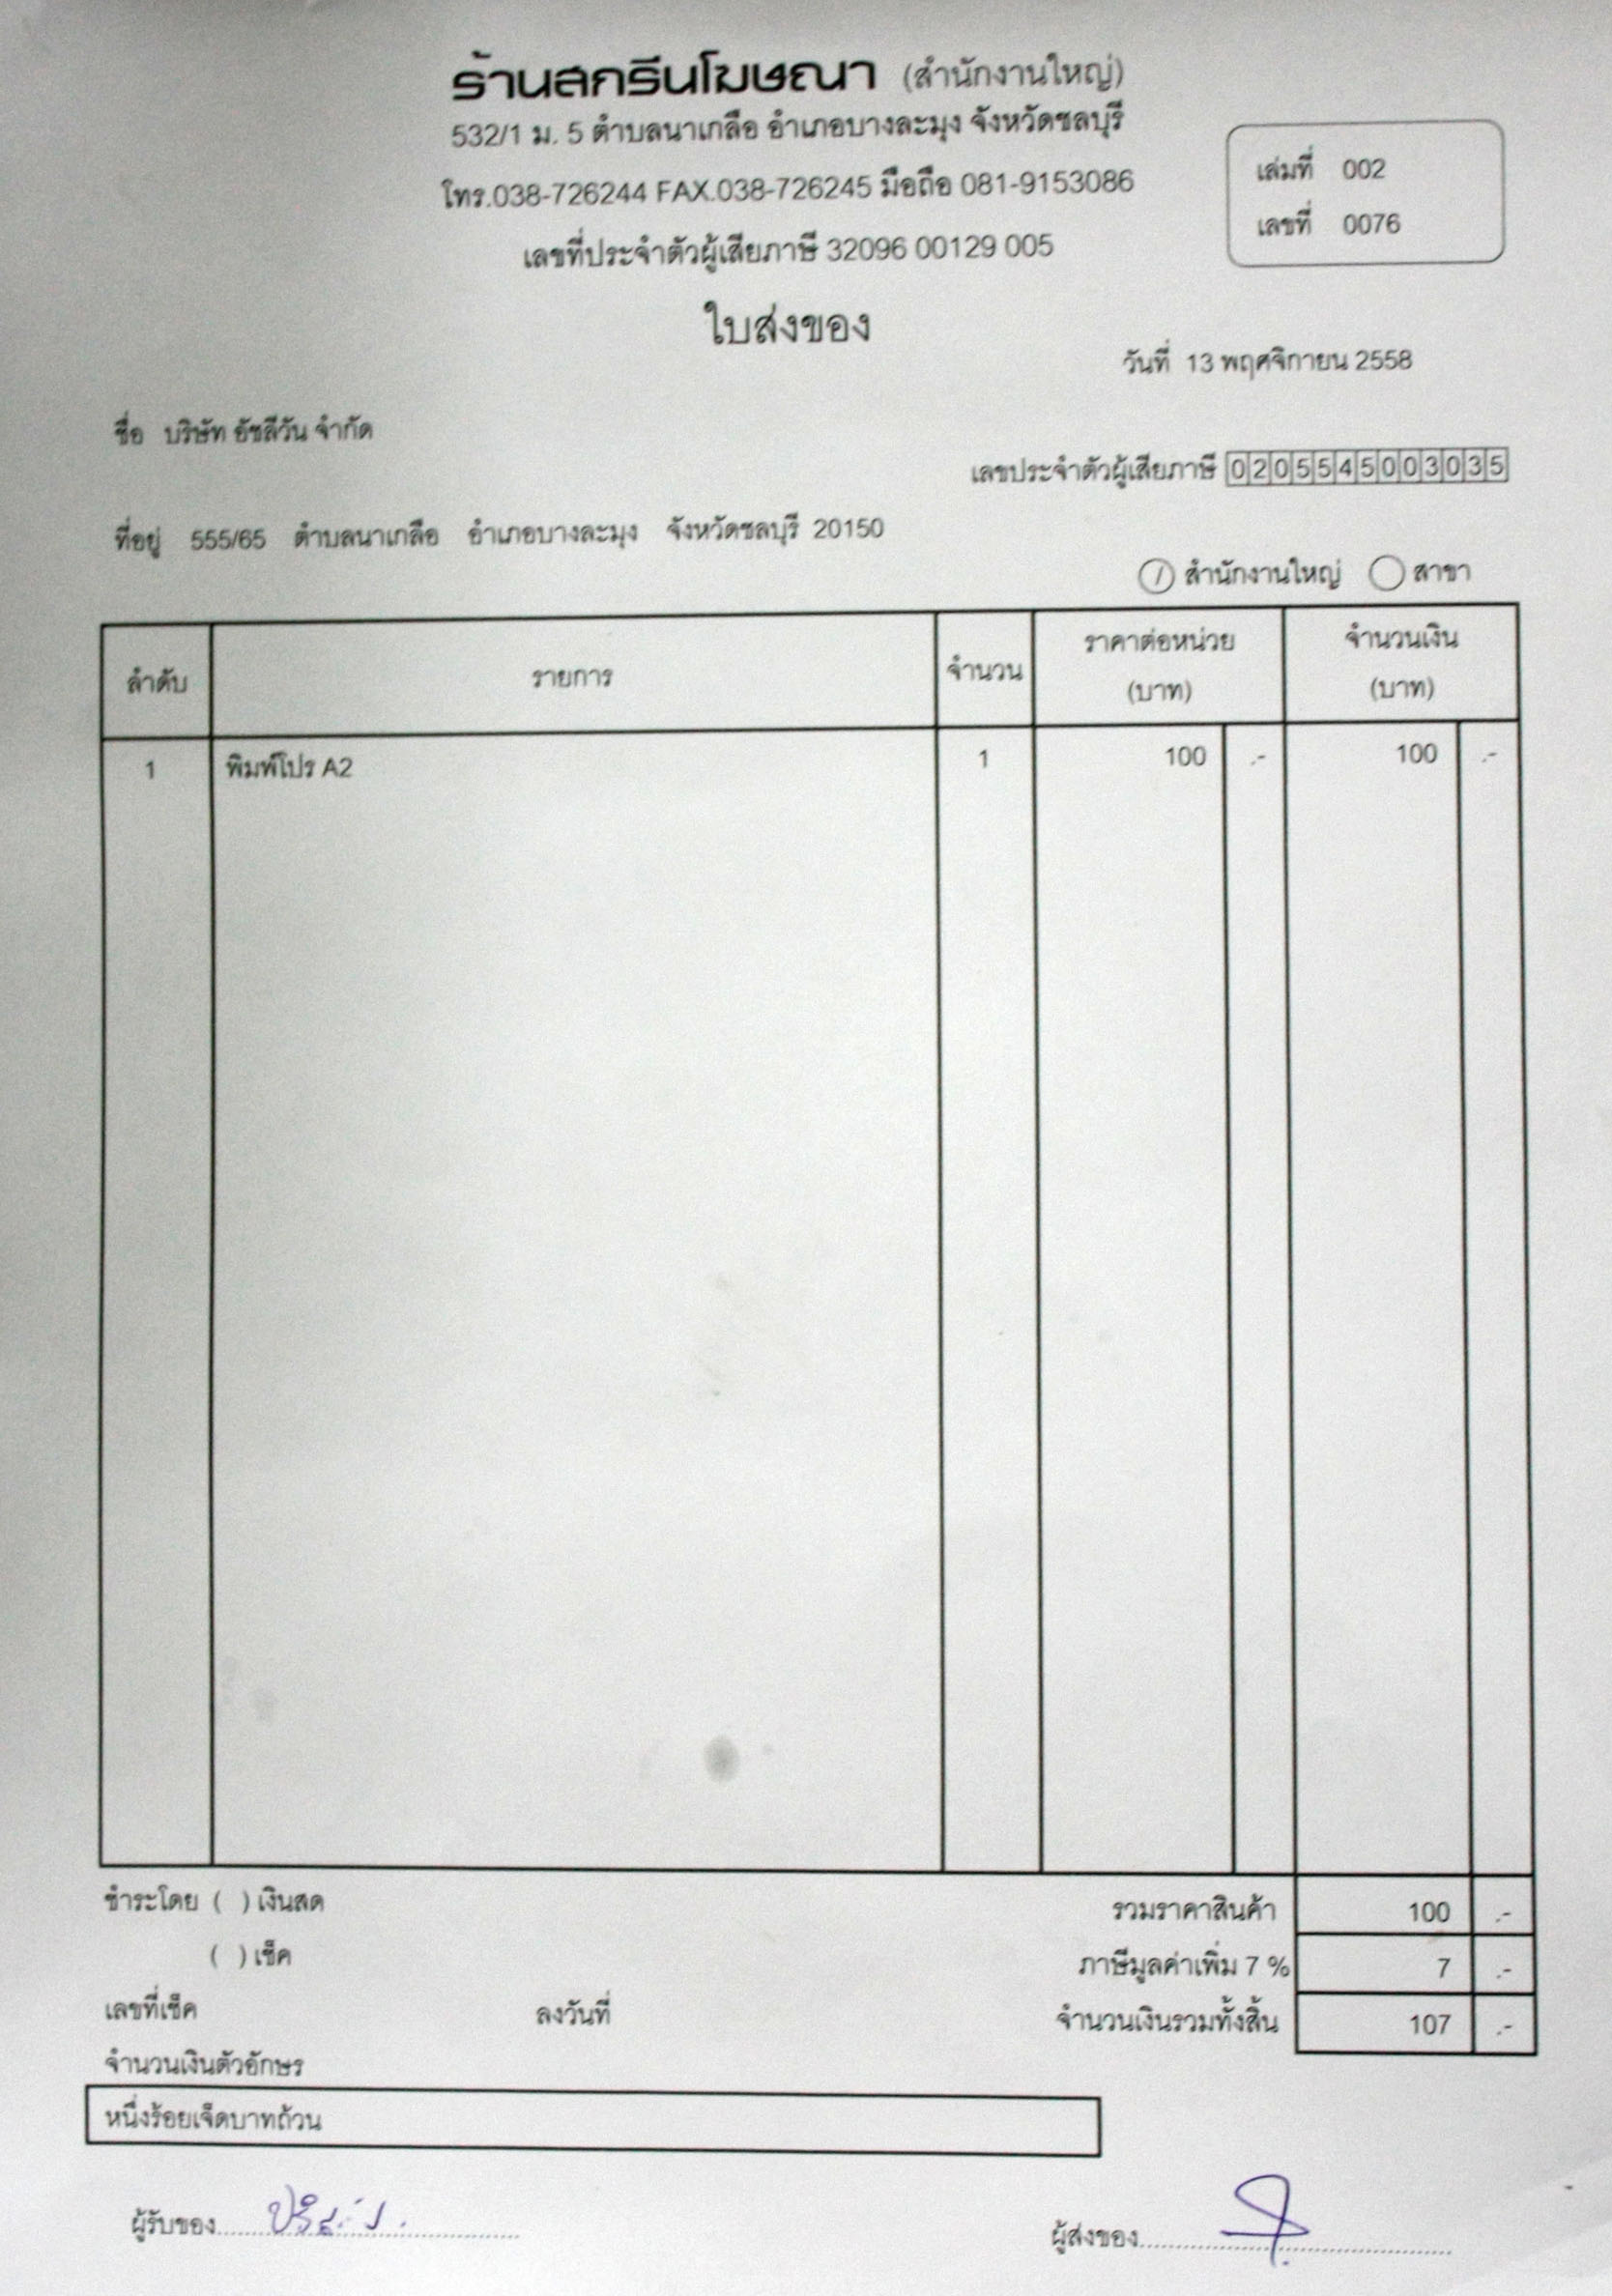 ร้านสกรีนโฆษณา (สำนักงานใหญ่)
532/1 ม. 5 ตำบลนาเกลือ อำเภอบางละมุง จังหวัดชลบุรี
โทร.038-726244 FAX.038-726245 มือถือ 081-9153086
เลขที่ประจำตัวผู้เสียภาษี 32096 00129 005
เล่มที่ 002
เลขที่ 0076
ใบส่งของ
วันที่ 13 พฤศจิกายน 2558
ชื่อ บริษัท อัชลีวัน จำกัด
เลขประจำตัวผู้เสียภาษี 0205545003035
ที่อยู่ 555/65 ตำบลนาเกลือ อำเภอบางละมุง จังหวัดชลบุรี 20150
(/) สำนักงานใหญ่ ◯ สาขา
ลำดับ รายการ จำนวน ราคาต่อหน่วย (บาท) จำนวนเงิน (บาท)
1 พิมพ์โปร A2 1 100 .- 100 .-
ชำระโดย ( ) เงินสด รวมราคาสินค้า 100 .-
( ) เช็ค ภาษีมูลค่าเพิ่ม 7 % 7 .-
เลขที่เช็ค ลงวันที่ จำนวนเงินรวมทั้งสิ้น 107 .-
จำนวนเงินตัวอักษร
หนึ่งร้อยเจ็ดบาทถ้วน
ผู้รับของ ผู้ส่งของ